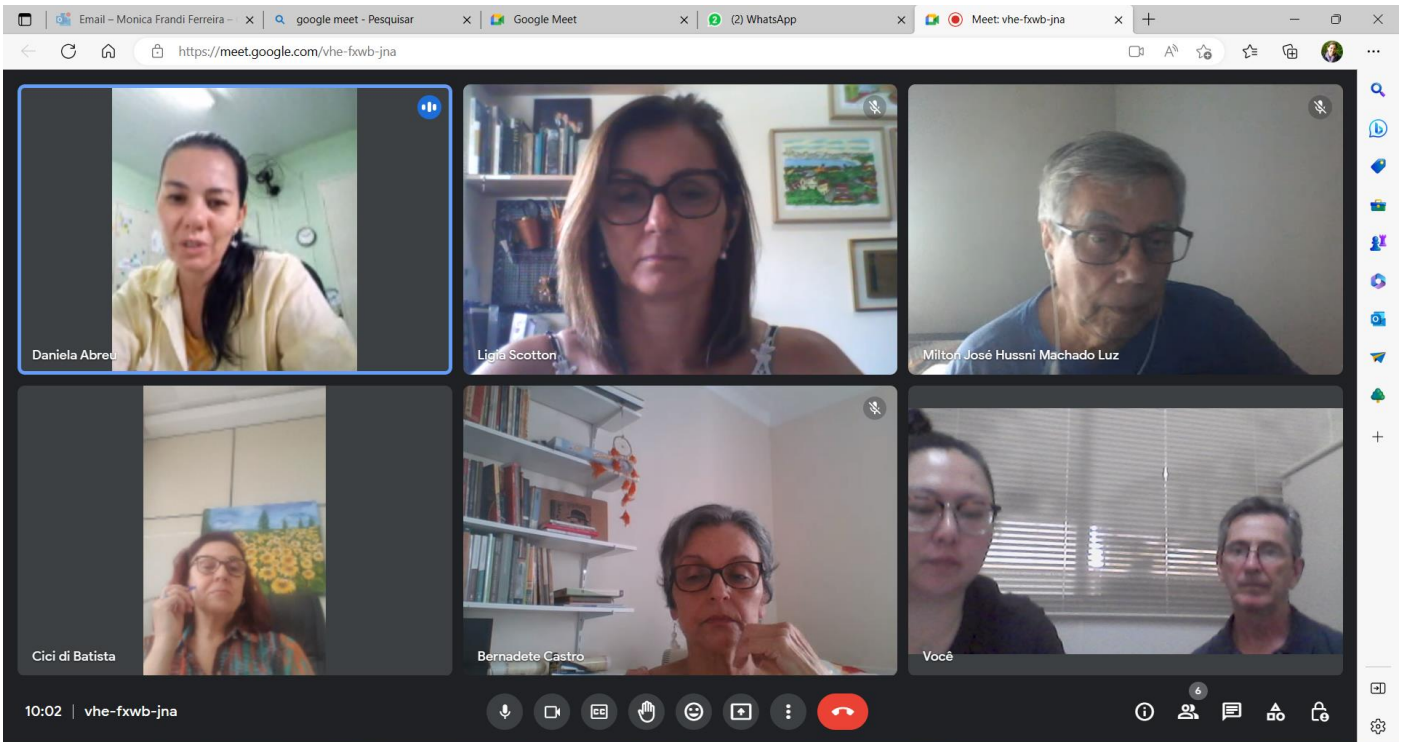 Email – Monica Frandi Ferreira –
google meet - Pesquisar
Google Meet
2
(2) WhatsApp
Meet: vhe-fxwb-jna
https://meet.google.com/vhe-fxwb-jna
Daniela Abreu
Ligia Scotton
Milton José Hussni Machado Luz
Cici di Batista
Bernadete Castro
Você
10:02 | vhe-fxwb-jna
CC
6